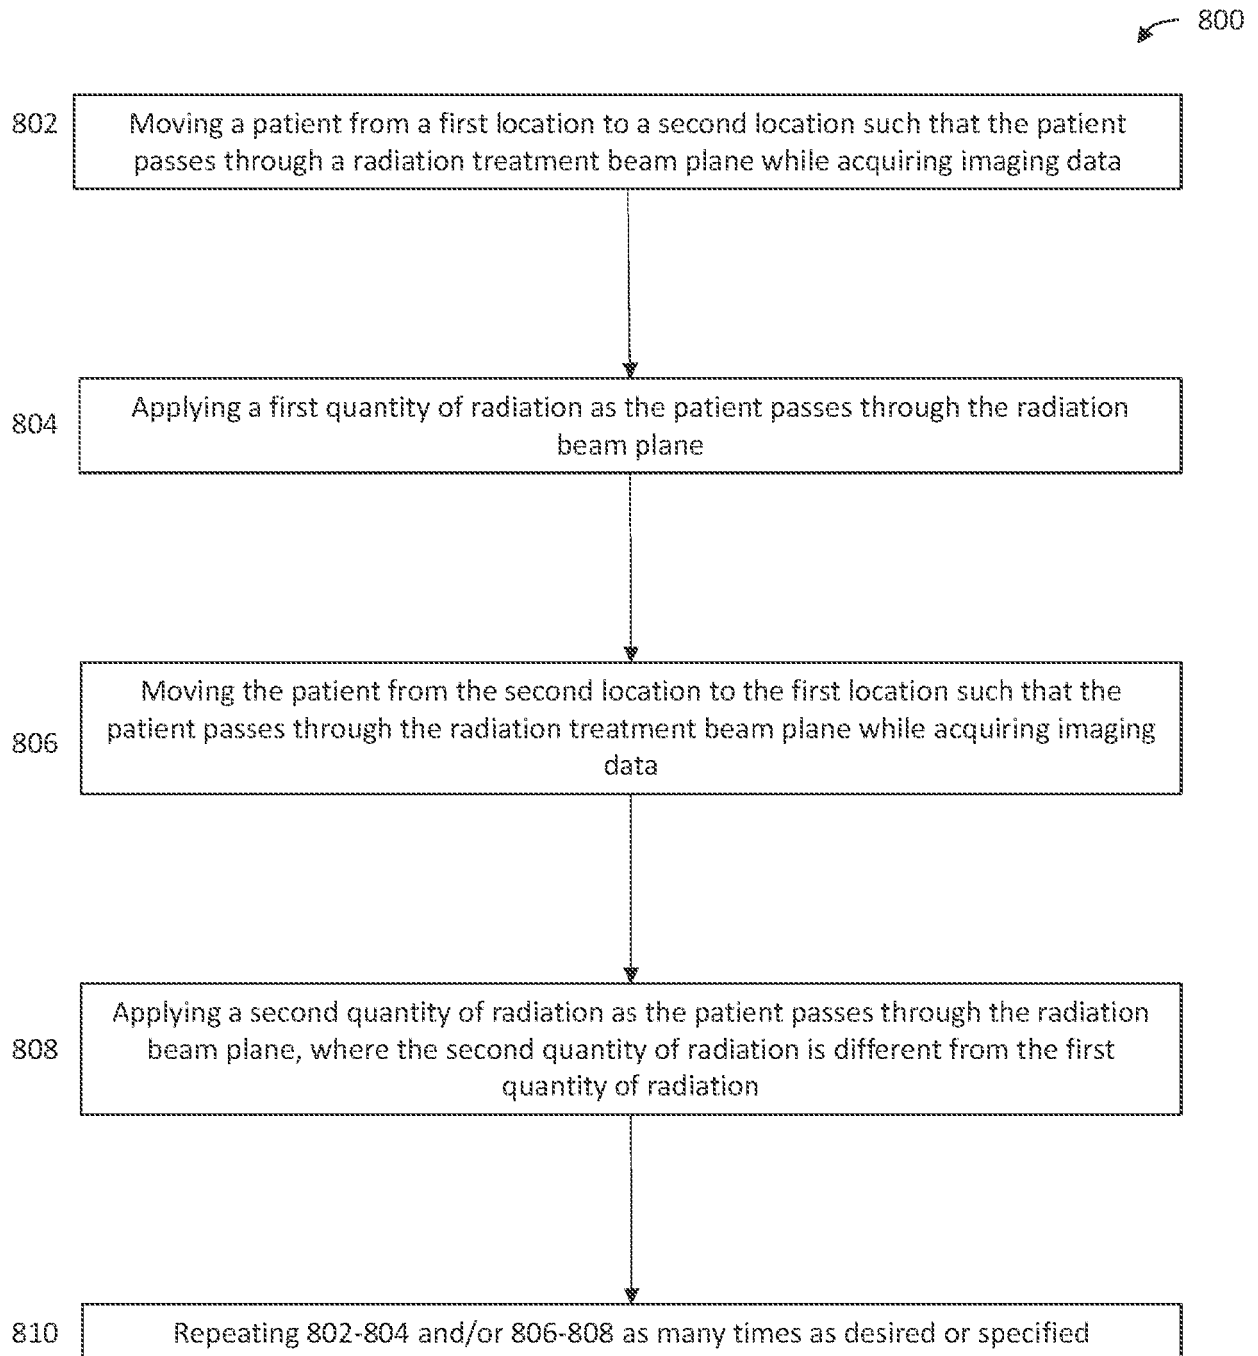 800
802
Moving a patient from a first location to a second location such that the patient
passes through a radiation treatment beam plane while acquiring imaging data
804
Applying a first quantity of radiation as the patient passes through the radiation
beam plane
806
Moving the patient from the second location to the first location such that the
patient passes through the radiation treatment beam plane while acquiring imaging
data
808
Applying a second quantity of radiation as the patient passes through the radiation
beam plane, where the second quantity of radiation is different from the first
quantity of radiation
810
Repeating 802-804 and/or 806-808 as many times as desired or specified